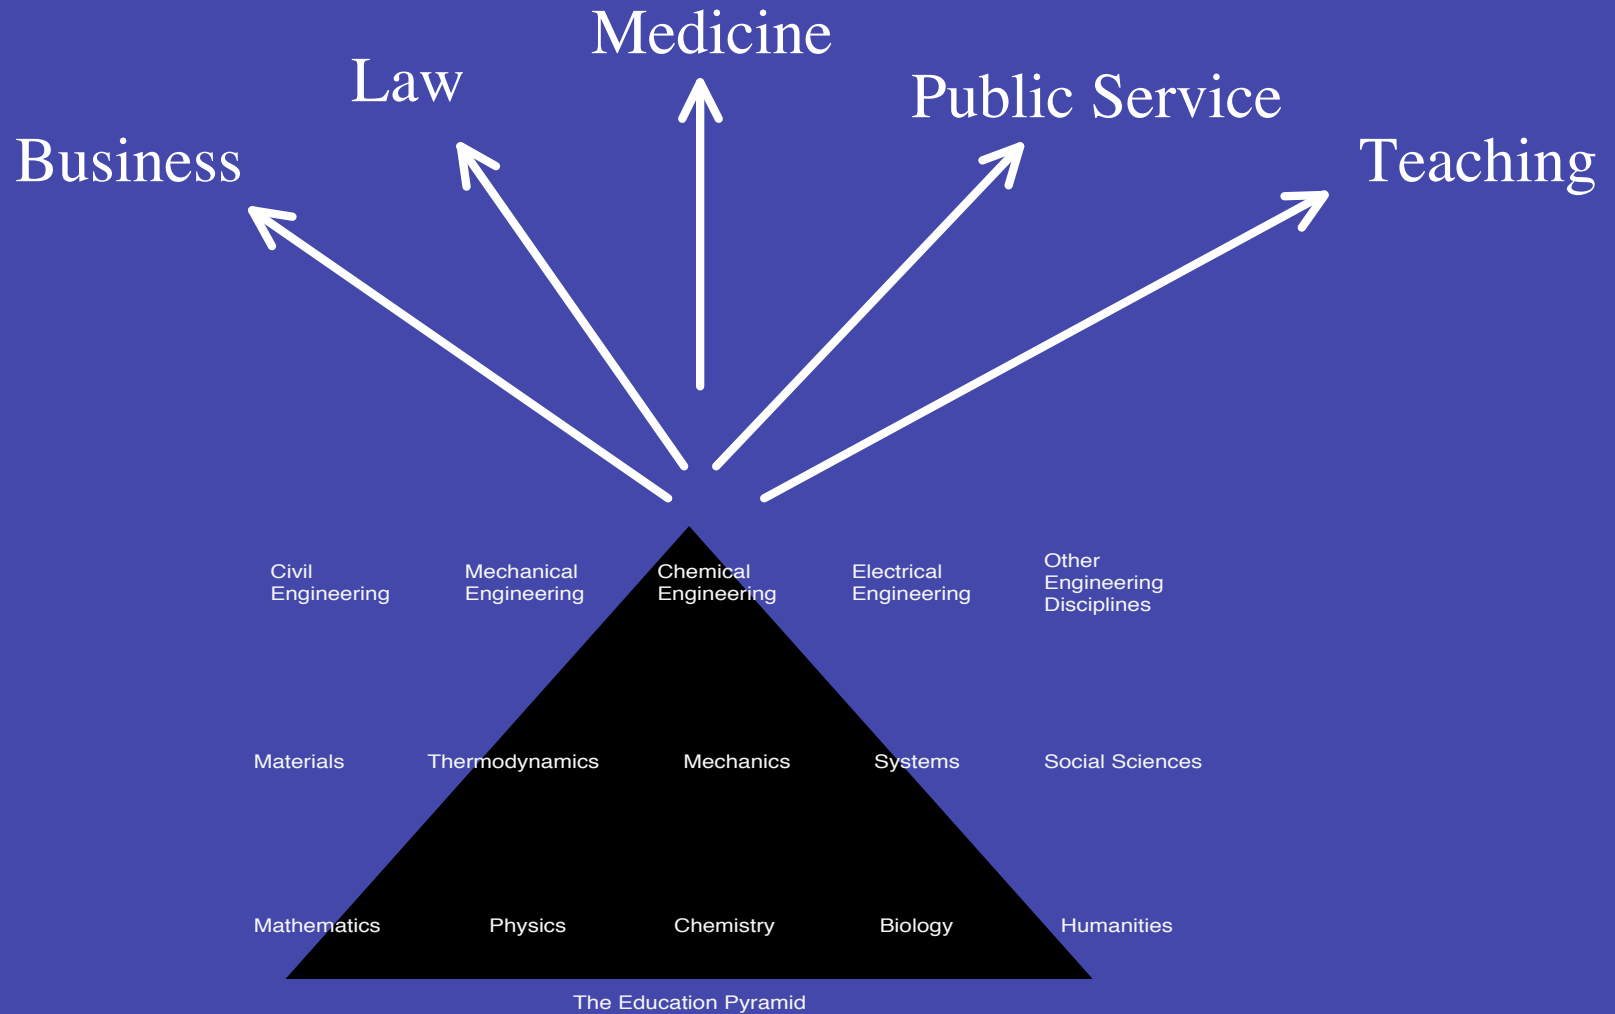 Medicine
Law
Public Service
Business
Teaching
Civil
Engineering
Mechanical
Engineering
Chemical
Engineering
Electrical
Engineering
Other
Engineering
Disciplines
Materials
Thermodynamics
Mechanics
Systems
Social Sciences
Mathematics
Physics
Chemistry
Biology
Humanities
The Education Pyramid